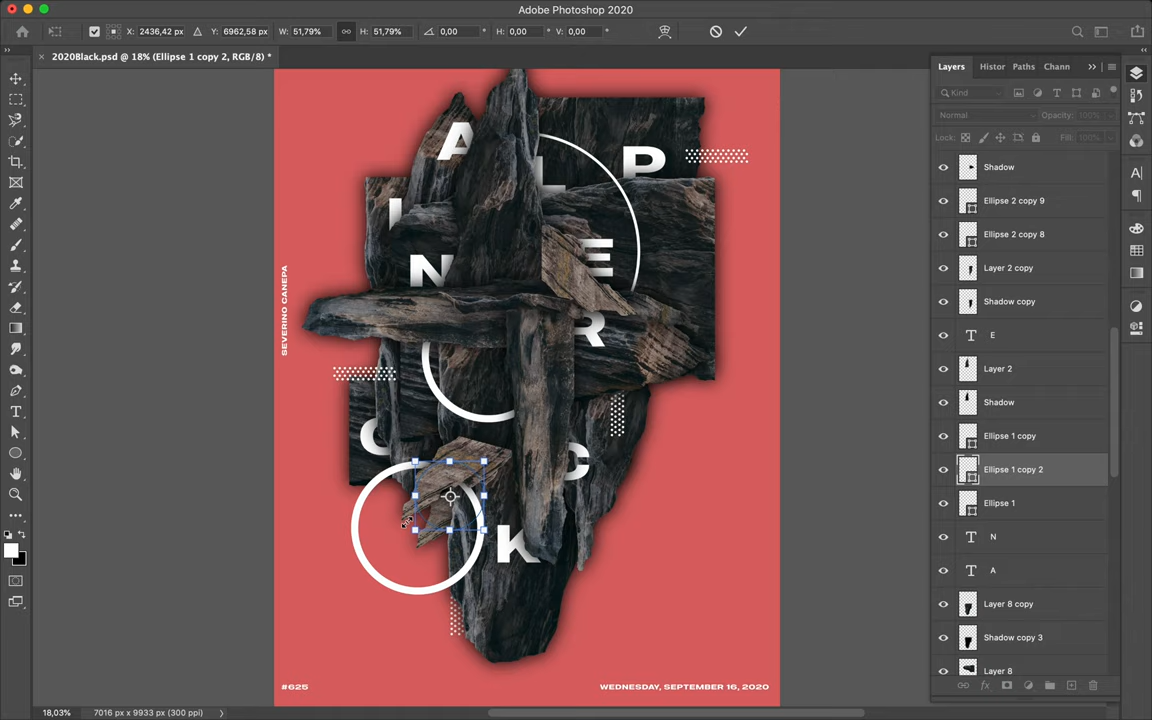 Adobe Photoshop 2020
X: 2436,42 px Y: 6962,58 px W: 51,79% H: 51,79% 0,00 ° H: 0,00 ° V: 0,00 °
2020Black.psd @ 18% (Ellipse 1 copy 2, RGB/8) *
Layers Histor Paths Chann
Kind
Normal Opacity: 100%
Lock: Fill: 100%
Shadow
Ellipse 2 copy 9
Ellipse 2 copy 8
Layer 2 copy
Shadow copy
T E
Layer 2
Shadow
Ellipse 1 copy
Ellipse 1 copy 2
Ellipse 1
T N
T A
Layer 8 copy
Shadow copy 3
Layer 8
A
L
P
I
N
E
R
C
K
SEVERINO CANEPA
#625
WEDNESDAY, SEPTEMBER 16, 2020
18,03% 7016 px x 9933 px (300 ppi)